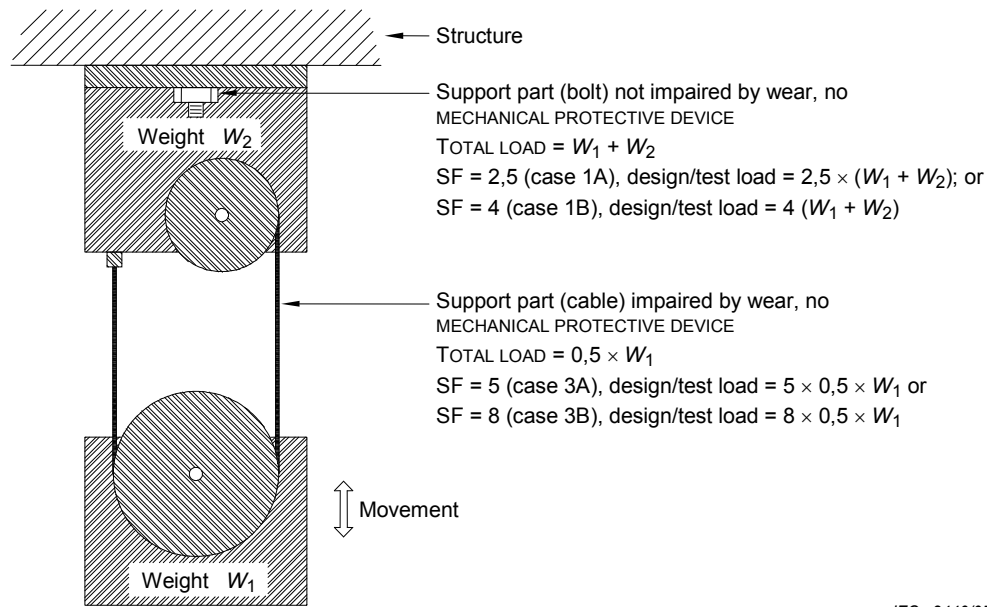 Structure
Support part (bolt) not impaired by wear, no
MECHANICAL PROTECTIVE DEVICE
TOTAL LOAD = W1 + W2
SF = 2,5 (case 1A), design/test load = 2,5 × (W1 + W2); or
SF = 4 (case 1B), design/test load = 4 (W1 + W2)
Weight W2
Support part (cable) impaired by wear, no
MECHANICAL PROTECTIVE DEVICE
TOTAL LOAD = 0,5 × W1
SF = 5 (case 3A), design/test load = 5 × 0,5 × W1 or
SF = 8 (case 3B), design/test load = 8 × 0,5 × W1
Movement
Weight W1